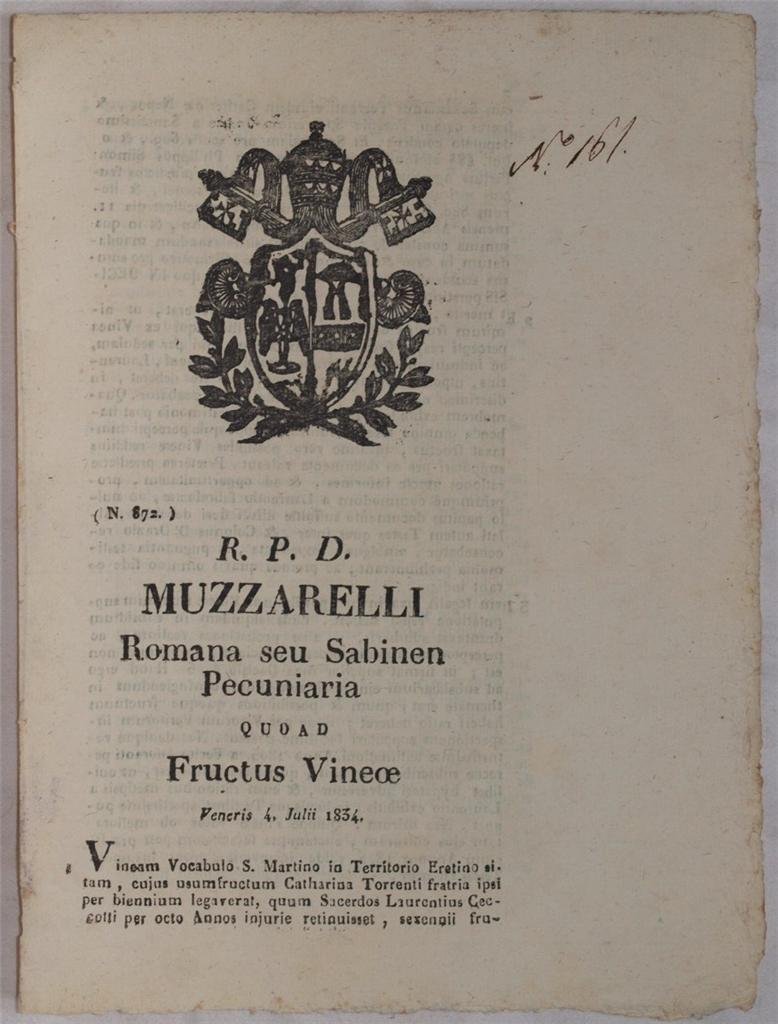 Nº 161.
( N. 872. )
R. P. D.
MUZZARELLI
Romana seu Sabinen
Pecuniaria
QUOAD
Fructus Vineœ
Veneris 4. Julii 1834.
Vineam Vocabulo S. Martino in Territorio Eretino si-
tam , cujus usumfructum Catharina Torrenti fratria ipsi
per biennium legaverat, quum Sacerdos Laurentius Cec-
cotti per octo Annos injurie retinuisset , sexennii fru-